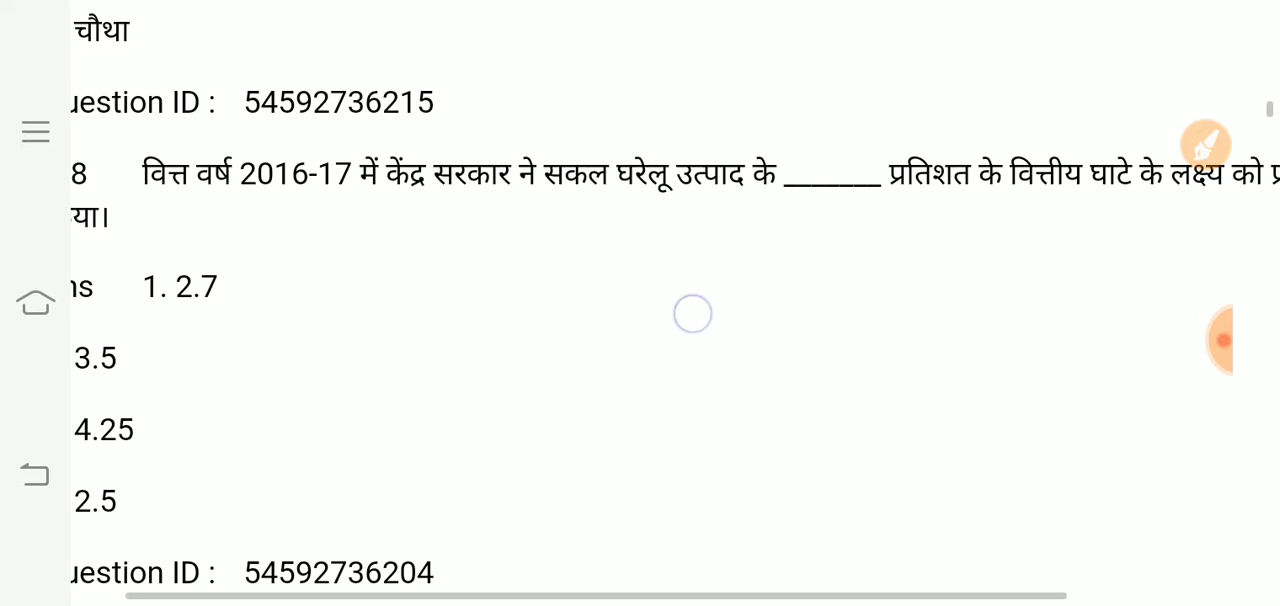 चौथा
uestion ID : 54592736215
8 वित्त वर्ष 2016-17 में केंद्र सरकार ने सकल घरेलू उत्पाद के _______ प्रतिशत के वित्तीय घाटे के लक्ष्य को
या।
ns 1. 2.7
3.5
4.25
2.5
uestion ID : 54592736204